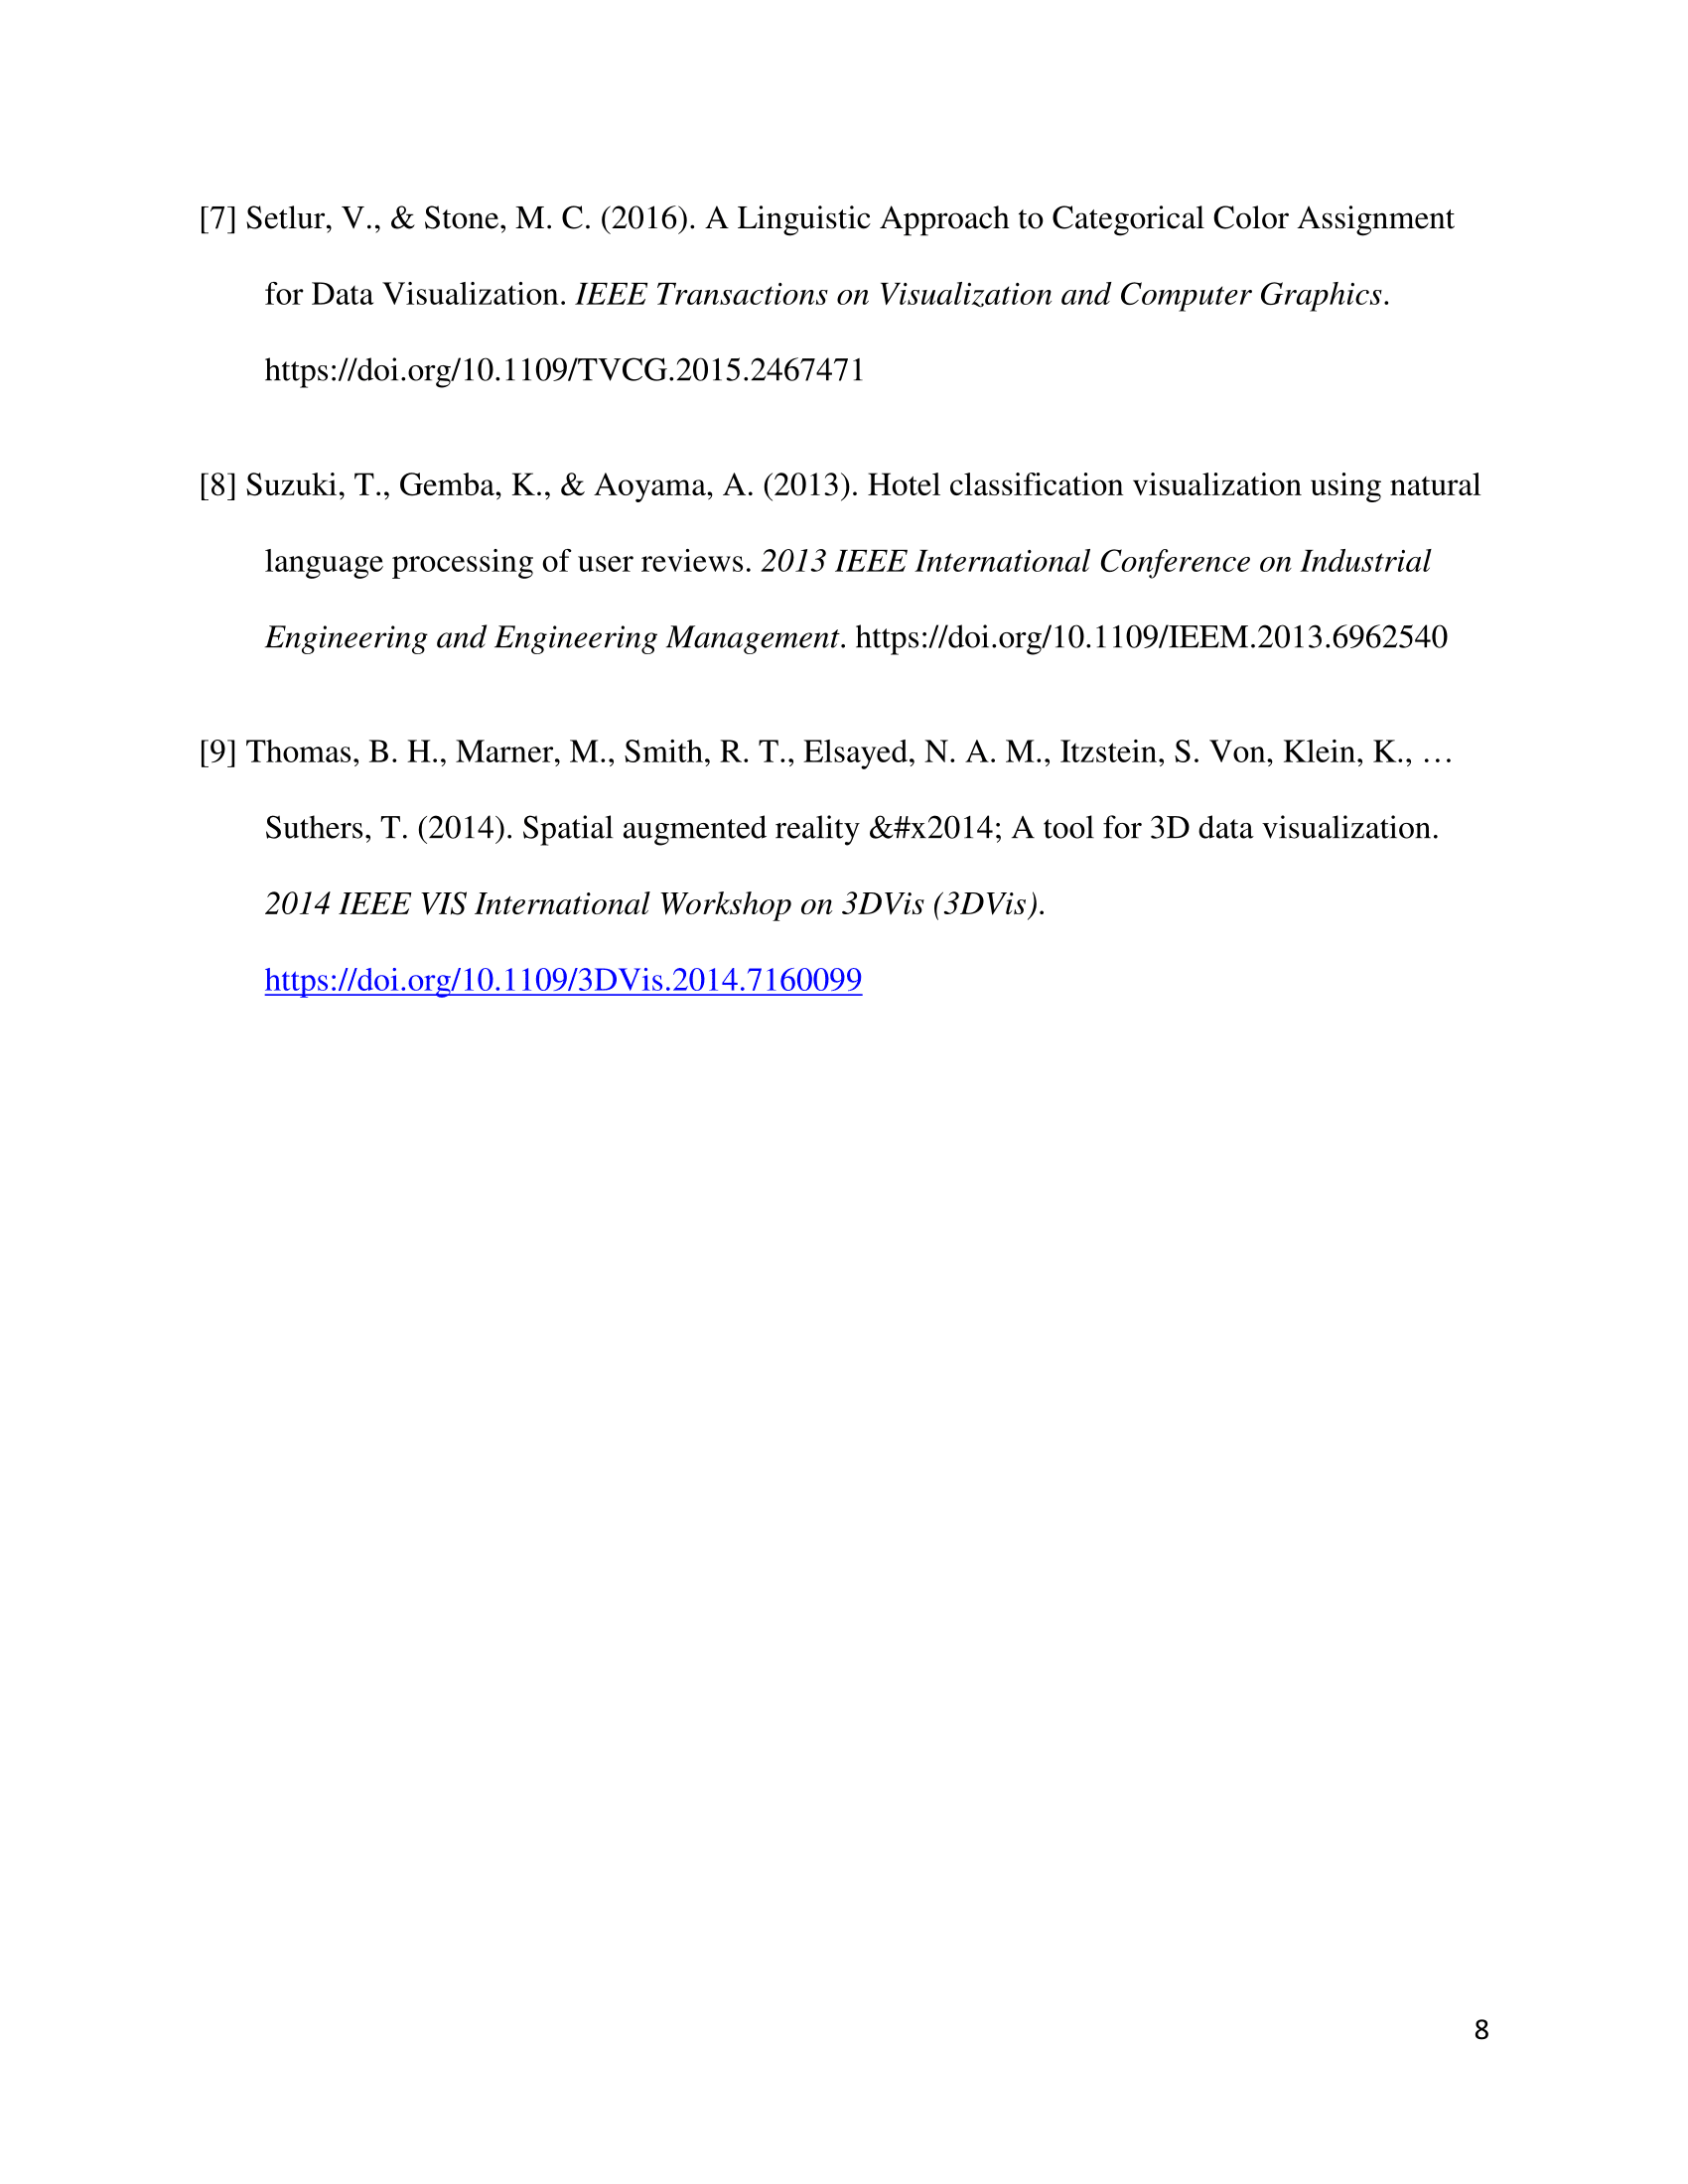 [7] Setlur, V., & Stone, M. C. (2016). A Linguistic Approach to Categorical Color Assignment
for Data Visualization. IEEE Transactions on Visualization and Computer Graphics.
https://doi.org/10.1109/TVCG.2015.2467471
[8] Suzuki, T., Gemba, K., & Aoyama, A. (2013). Hotel classification visualization using natural
language processing of user reviews. 2013 IEEE International Conference on Industrial
Engineering and Engineering Management. https://doi.org/10.1109/IEEM.2013.6962540
[9] Thomas, B. H., Marner, M., Smith, R. T., Elsayed, N. A. M., Itzstein, S. Von, Klein, K., …
Suthers, T. (2014). Spatial augmented reality &#x2014; A tool for 3D data visualization.
2014 IEEE VIS International Workshop on 3DVis (3DVis).
https://doi.org/10.1109/3DVis.2014.7160099
8